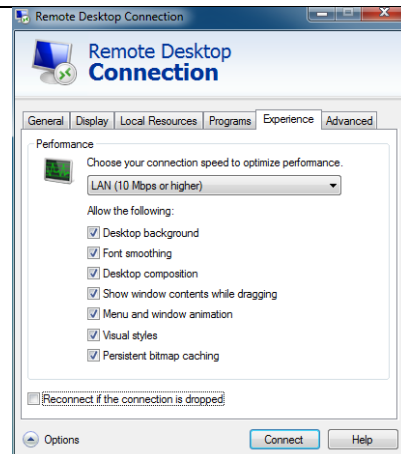 Remote Desktop Connection
Remote Desktop
Connection
General Display Local Resources Programs Experience Advanced
Performance
Choose your connection speed to optimize performance.
LAN (10 Mbps or higher)
Allow the following:
Desktop background
Font smoothing
Desktop composition
Show window contents while dragging
Menu and window animation
Visual styles
Persistent bitmap caching
Reconnect if the connection is dropped
Options Connect Help